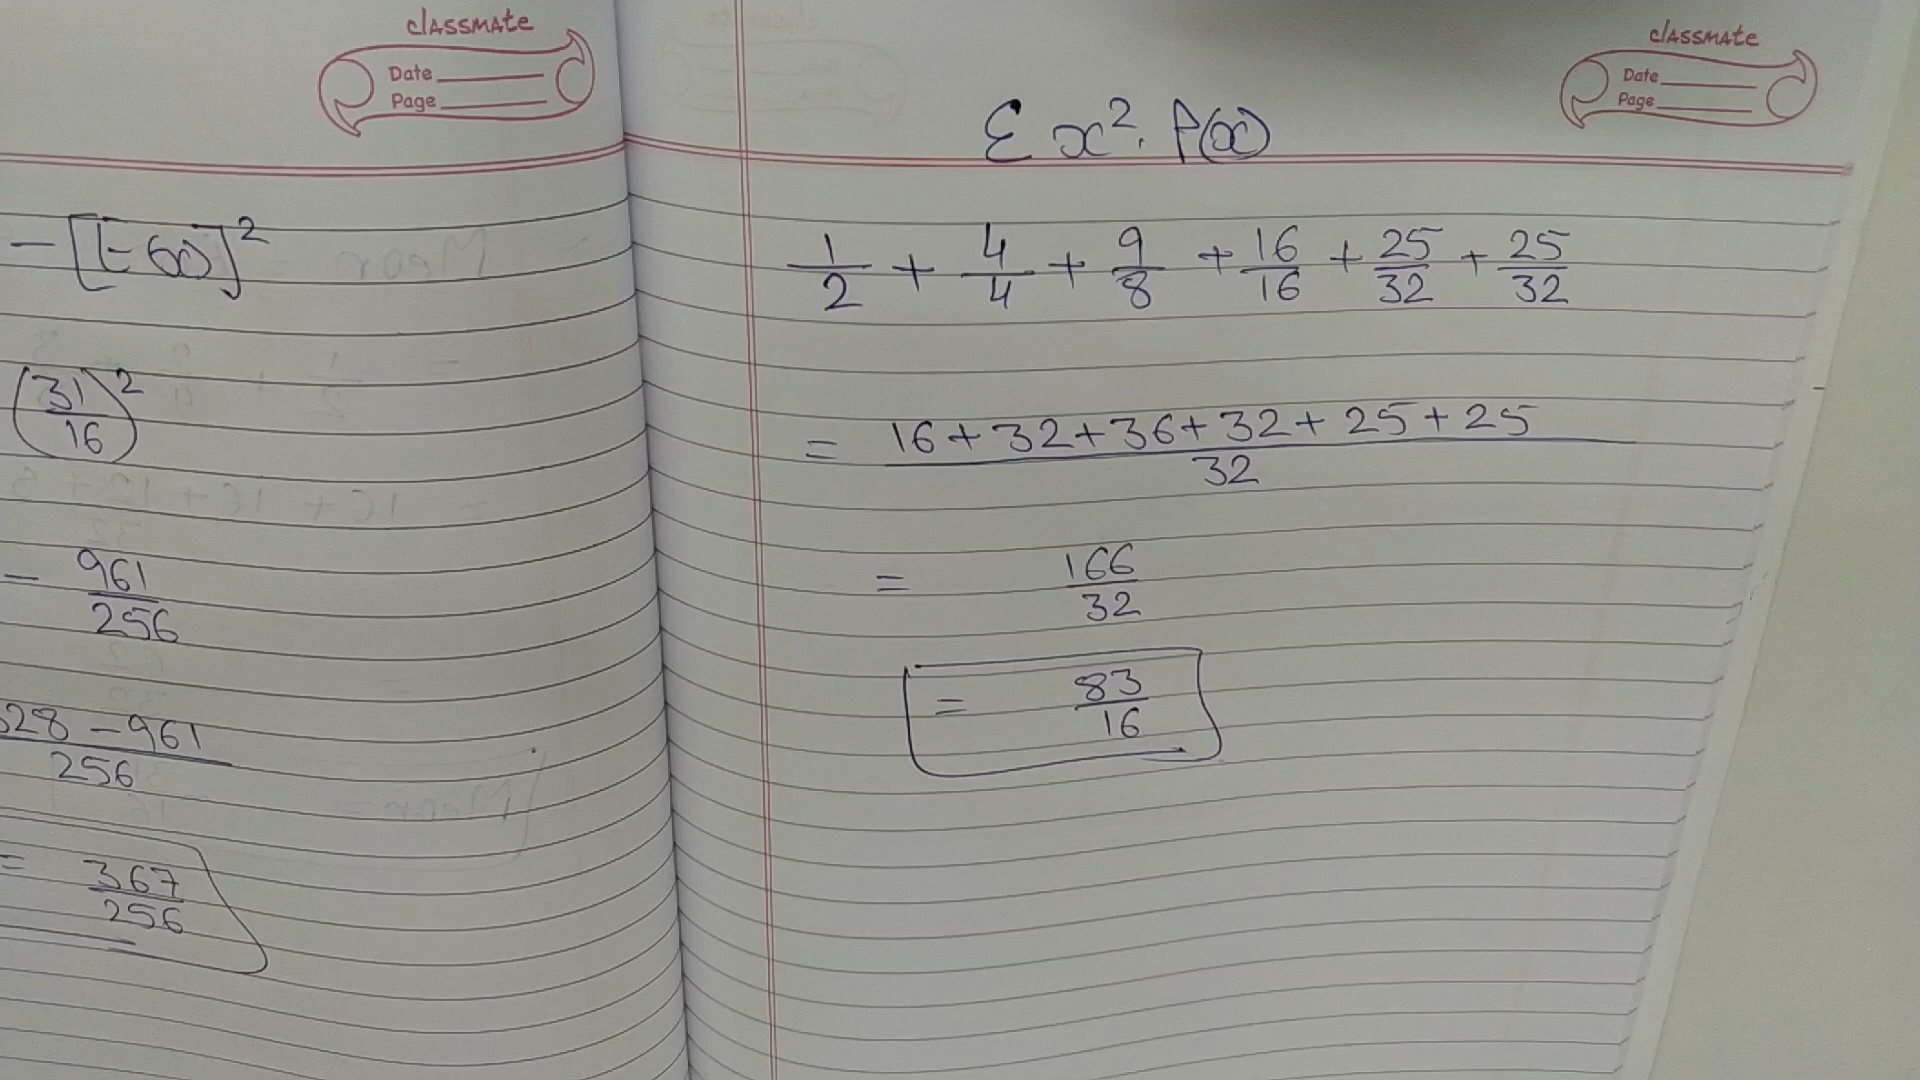 classmate
Date
Page
- [E(x)]²
(31/16)²
- 961/256
328 - 961
256
= 367/256
classmate
Date
Page
Σ x². P(x)
1/2 + 4/4 + 9/8 + 16/16 + 25/32 + 25/32
= 16 + 32 + 36 + 32 + 25 + 25
32
= 166/32
= 83/16